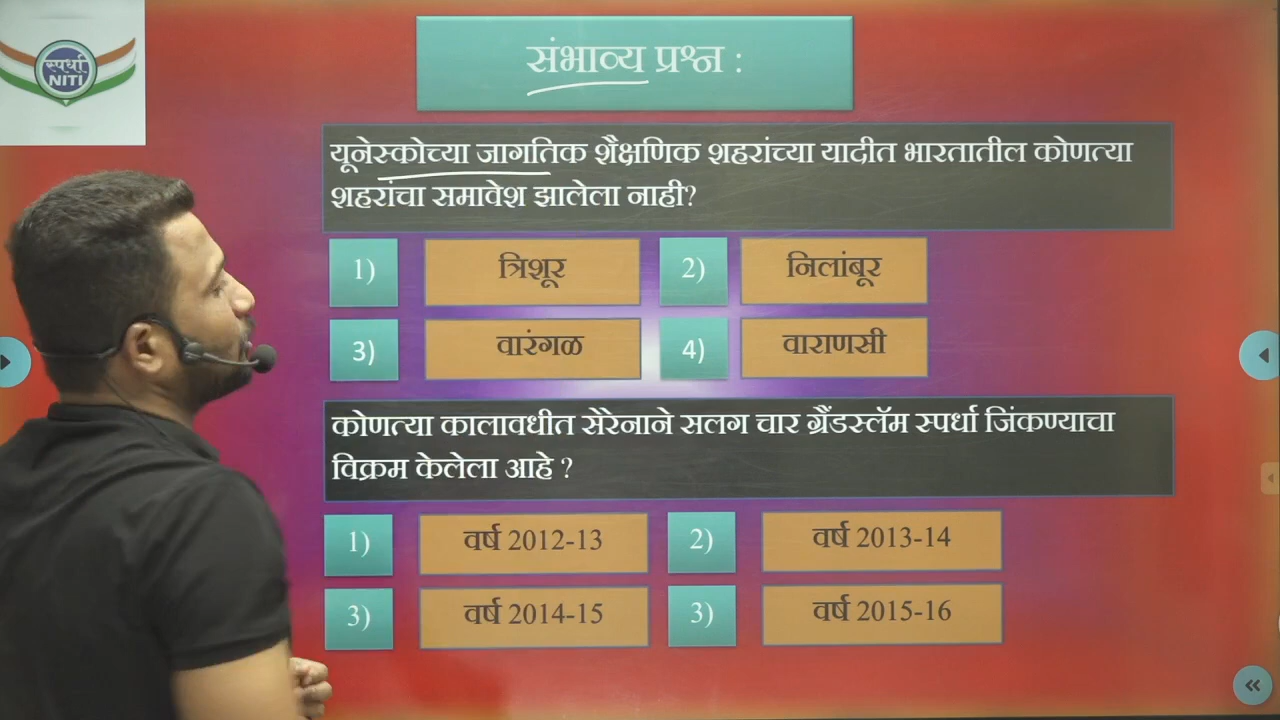 स्पर्धा
NITI
संभाव्य प्रश्न :
यूनेस्कोच्या जागतिक शैक्षणिक शहरांच्या यादीत भारतातील कोणत्या
शहरांचा समावेश झालेला नाही?
1) त्रिशूर 2) निलांबूर
3) वारंगळ 4) वाराणसी
कोणत्या कालावधीत सेरेनाने सलग चार ग्रँडस्लॅम स्पर्धा जिंकण्याचा
विक्रम केलेला आहे ?
1) वर्ष 2012-13 2) वर्ष 2013-14
3) वर्ष 2014-15 3) वर्ष 2015-16